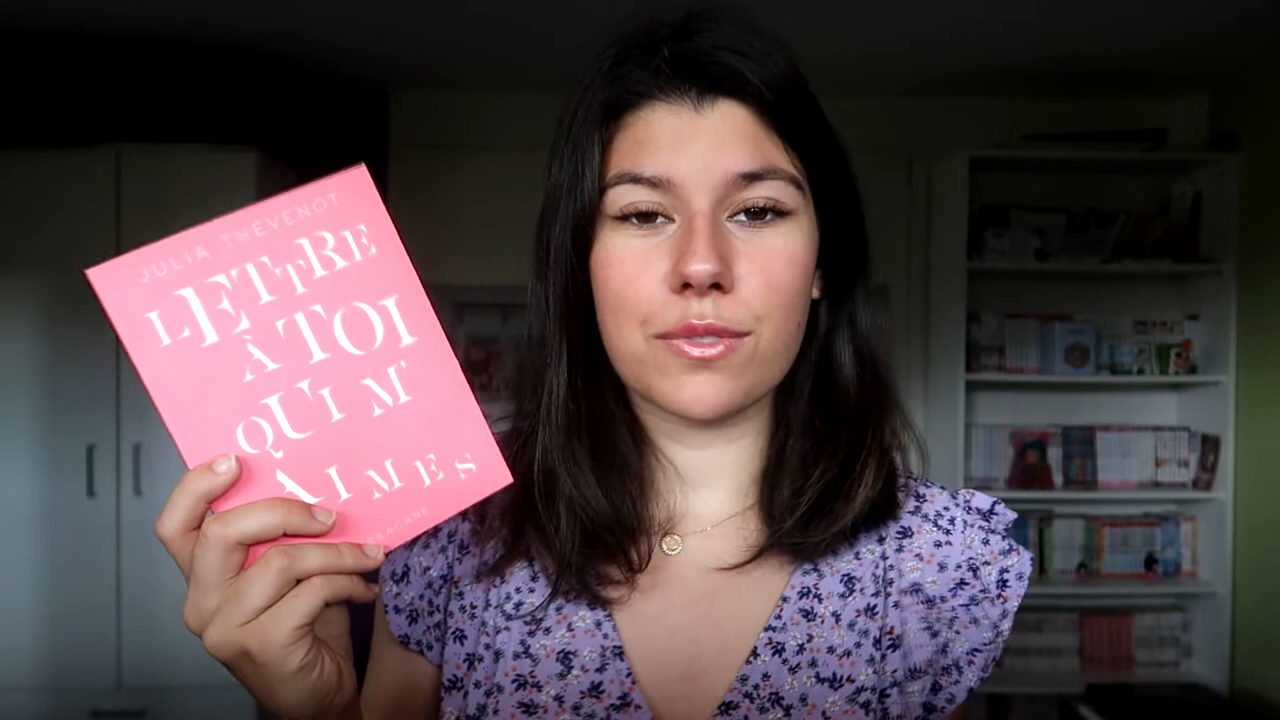 JULIA THÉVENOT
LETTRE
À TOI
QUI M'
AIMES